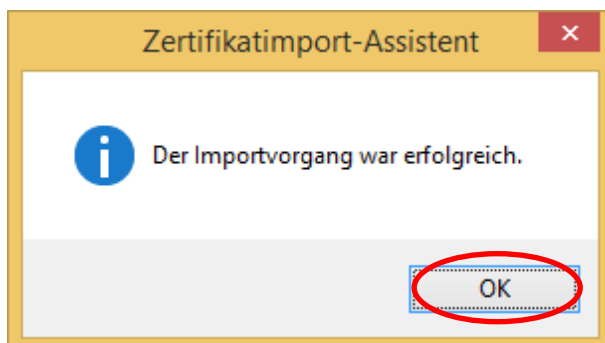 Zertifikatimport-Assistent
Der Importvorgang war erfolgreich.
OK